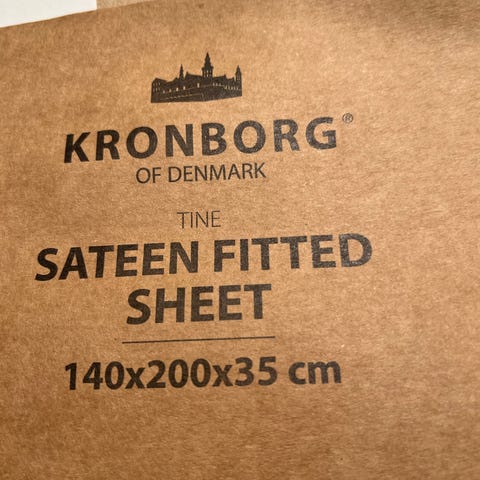 KRONBORG®
OF DENMARK
TINE
SATEEN FITTED
SHEET
140x200x35 cm